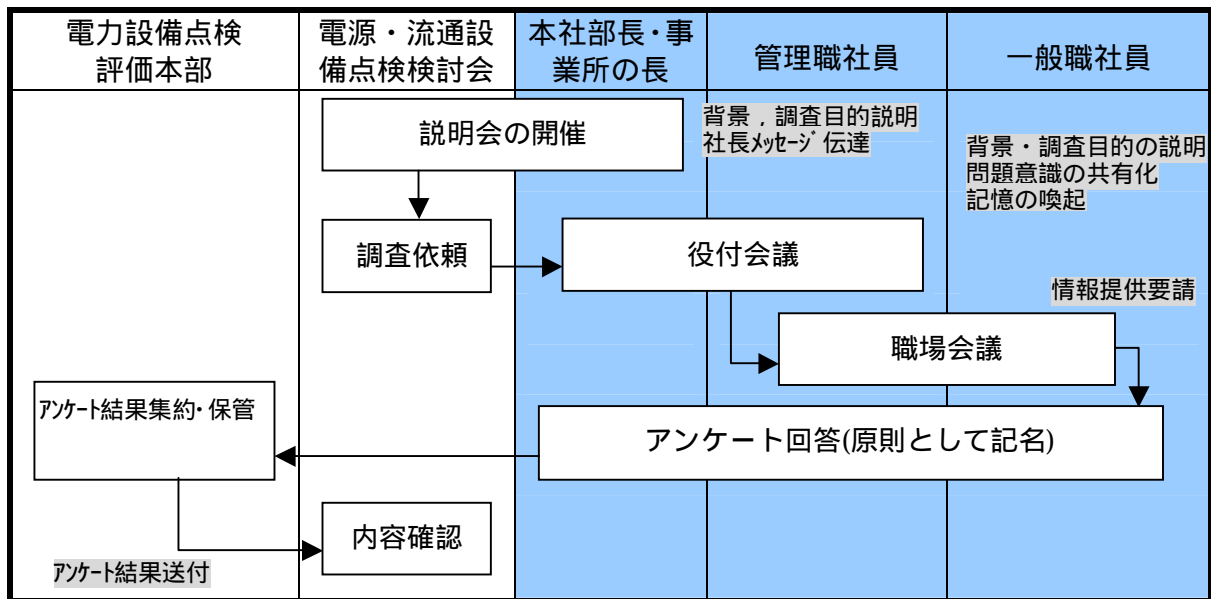 電力設備点検
評価本部
電源・流通設
備点検検討会
本社部長・事
業所の長
管理職社員
一般職社員
説明会の開催
背景，調査目的説明
社長ﾒｯｾｰｼﾞ伝達
背景・調査目的の説明
問題意識の共有化
記憶の喚起
調査依頼
役付会議
情報提供要請
職場会議
ｱﾝｹｰﾄ結果集約･保管
アンケート回答(原則として記名)
内容確認
ｱﾝｹｰﾄ結果送付